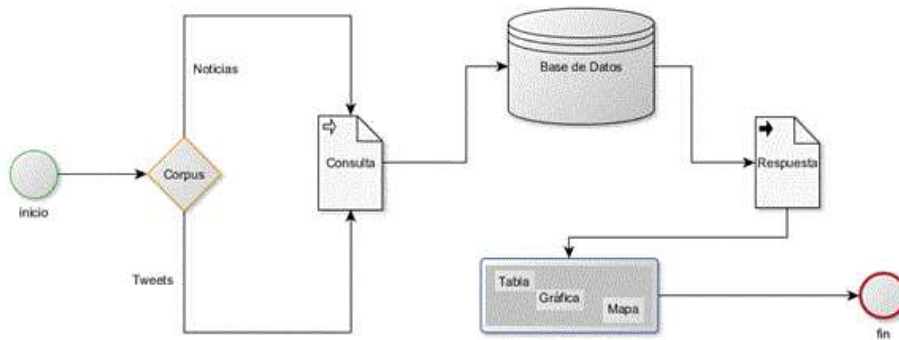 Noticias
Base de Datos
Consulta
Respuesta
Corpus
inicio
Tweets
Tabla
Gráfica
Mapa
fin